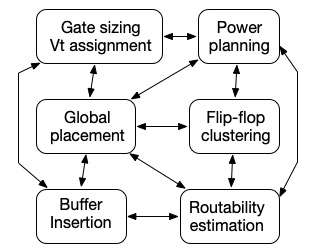 Gate sizing
Vt assignment
Power
planning
Global
placement
Flip-flop
clustering
Buffer
Insertion
Routability
estimation